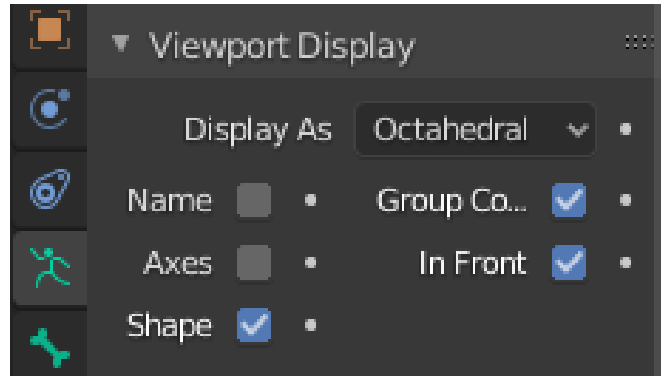 Viewport Display
Display As Octahedral
Name Group Co...
Axes In Front
Shape